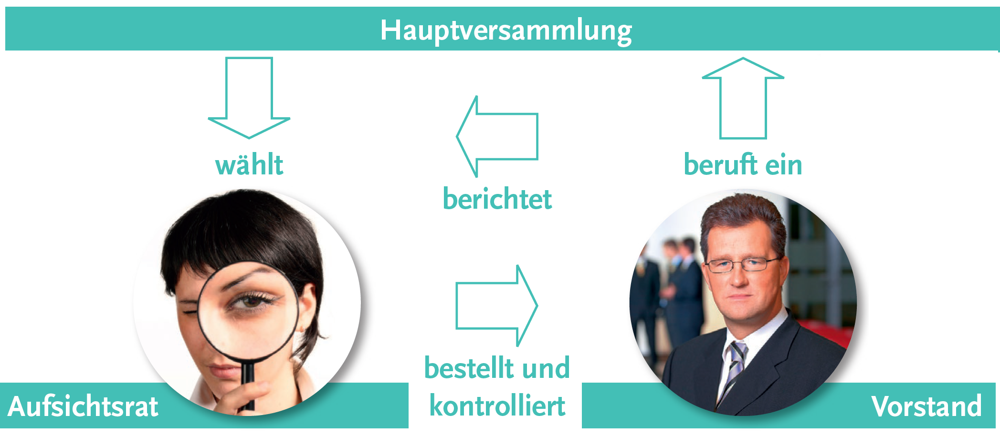 Hauptversammlung
wählt
berichtet
beruft ein
bestellt und
kontrolliert
Aufsichtsrat
Vorstand